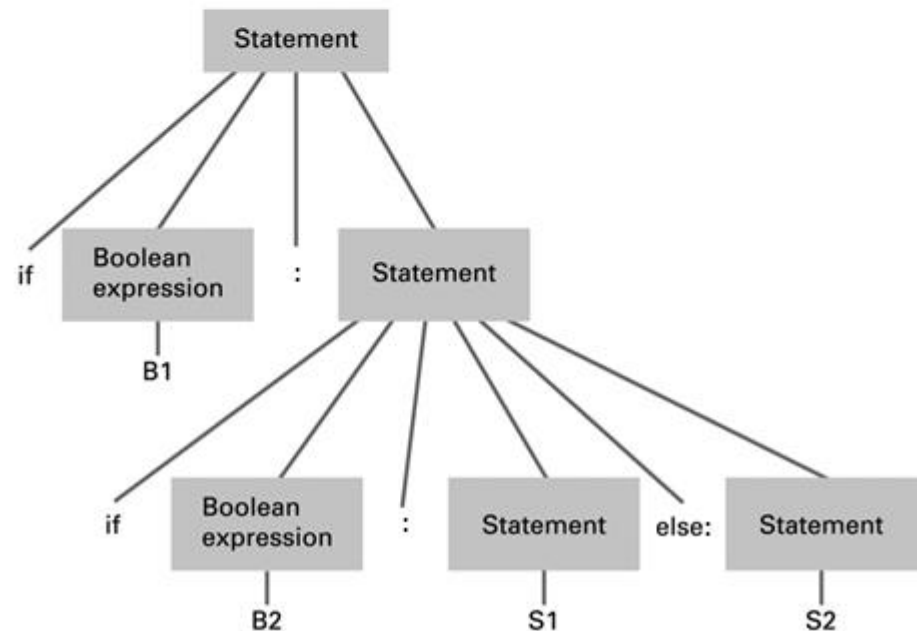 Statement
if
Boolean
expression
:
Statement
B1
if
Boolean
expression
:
Statement
else:
Statement
B2
S1
S2